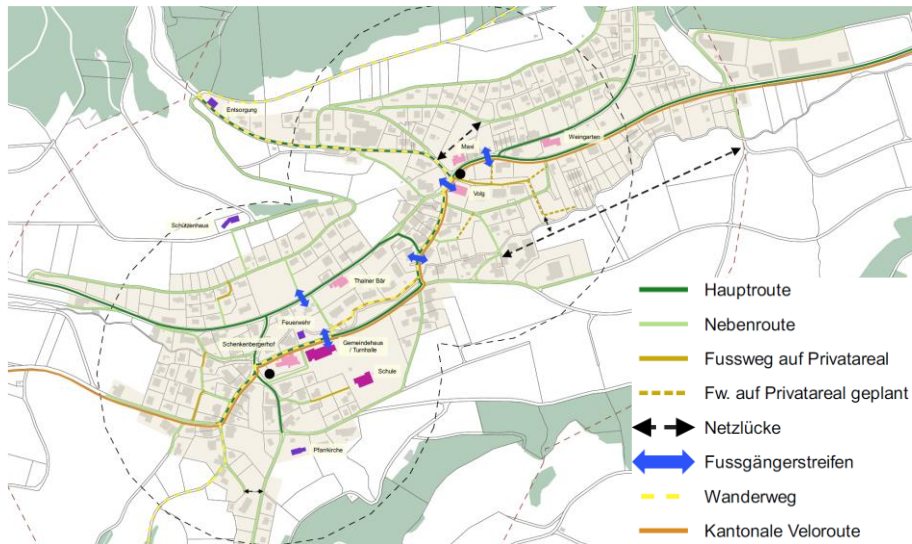 Entsorgung
Maxi
Weingarten
Volg
Schützenhaus
Thalner Bär
Feuerwehr
Schenkenbergerhof
Gemeindehaus
/ Turnhalle
Schule
Pfarrkirche
Hauptroute
Nebenroute
Fussweg auf Privatareal
Fw. auf Privatareal geplant
Netzlücke
Fussgängerstreifen
Wanderweg
Kantonale Veloroute